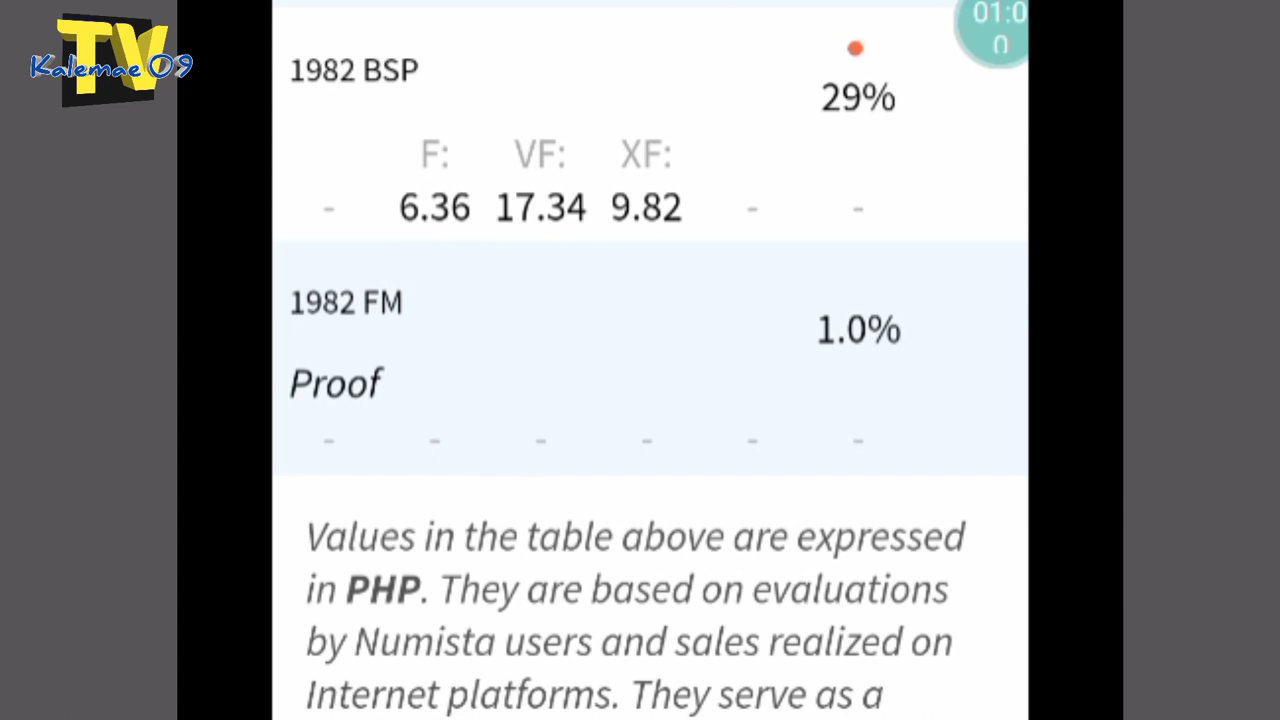 TV
Kalemae 09
01:0
0
1982 BSP
29%
F: VF: XF:
- 6.36 17.34 9.82 - -
1982 FM
1.0%
Proof
- - - - - -
Values in the table above are expressed
in PHP. They are based on evaluations
by Numista users and sales realized on
Internet platforms. They serve as a